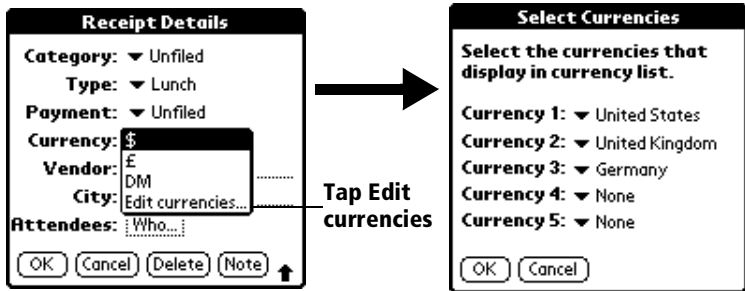 Receipt Details
Category: Unfiled
Type: Lunch
Payment: Unfiled
Currency: $
£
DM
Edit currencies...
Vendor:
City:
Attendees: Who...
OK Cancel Delete Note
Tap Edit
currencies
Select Currencies
Select the currencies that
display in currency list.
Currency 1: United States
Currency 2: United Kingdom
Currency 3: Germany
Currency 4: None
Currency 5: None
OK Cancel